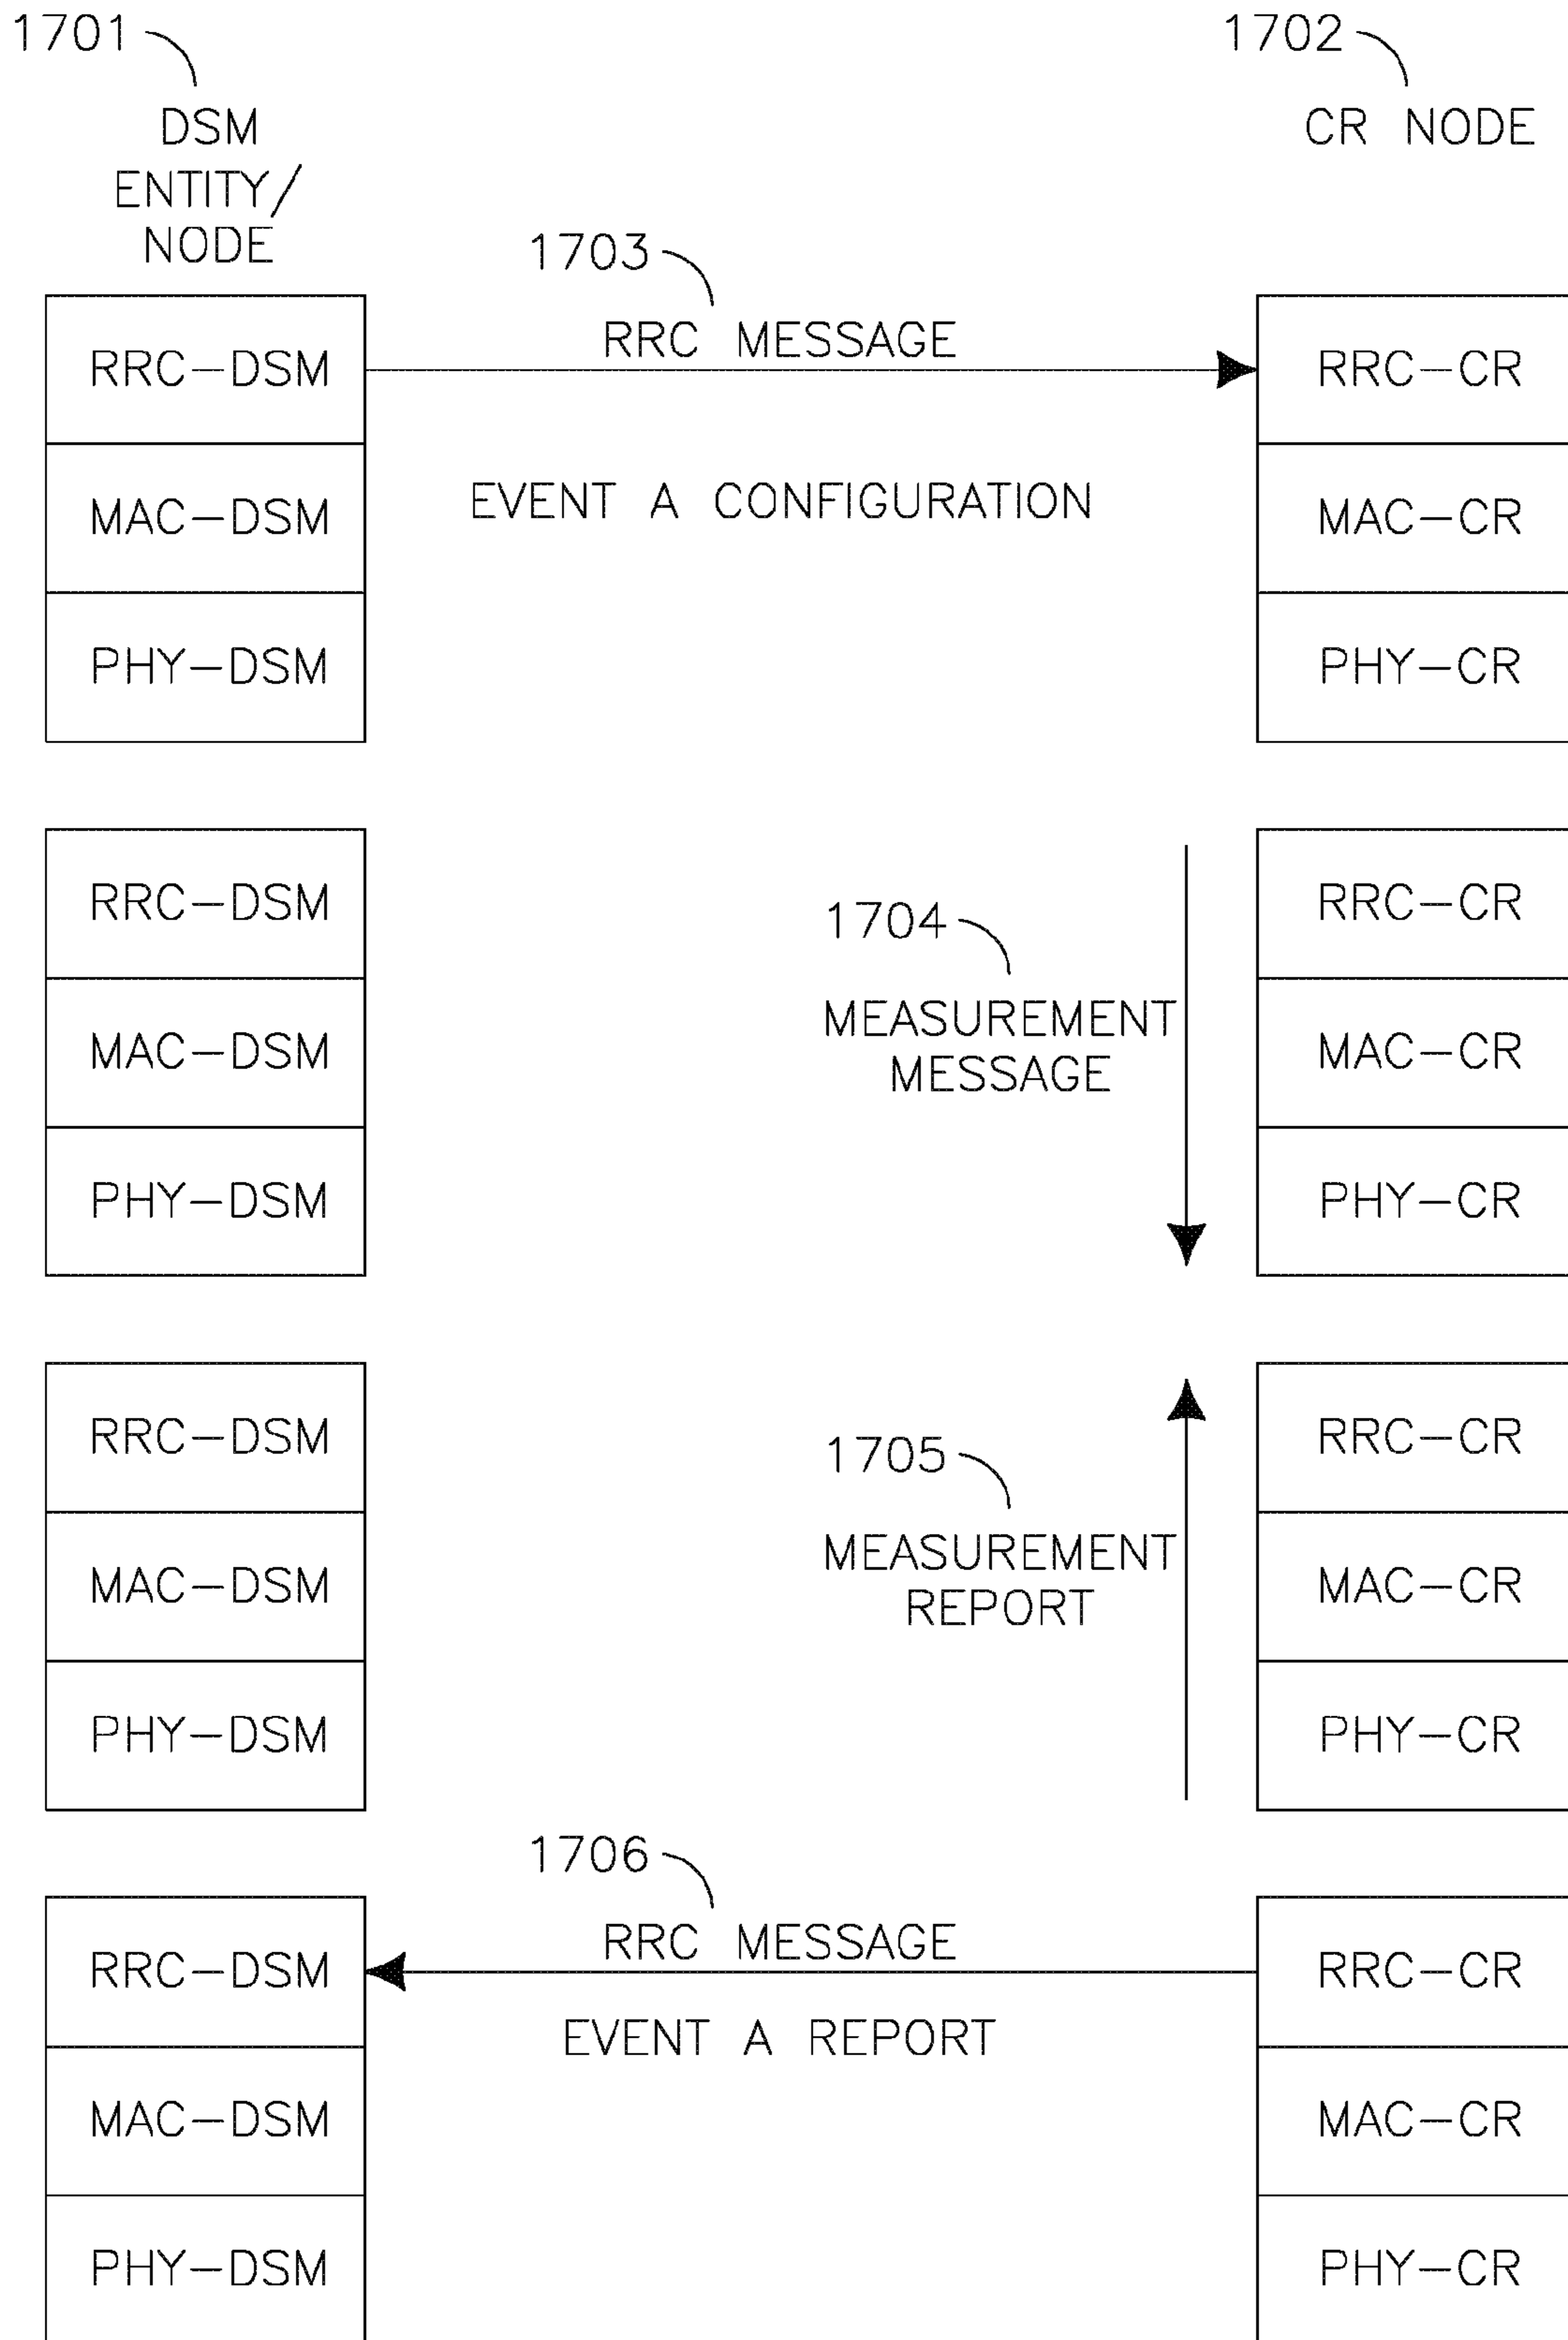 1701
1702
DSM
ENTITY/
NODE
CR NODE
1703
RRC MESSAGE
RRC-DSM
RRC-CR
EVENT A CONFIGURATION
MAC-DSM
MAC-CR
PHY-DSM
PHY-CR
RRC-DSM
RRC-CR
1704
MEASUREMENT
MESSAGE
MAC-DSM
MAC-CR
PHY-DSM
PHY-CR
RRC-DSM
RRC-CR
1705
MEASUREMENT
REPORT
MAC-DSM
MAC-CR
PHY-DSM
PHY-CR
1706
RRC MESSAGE
RRC-DSM
RRC-CR
EVENT A REPORT
MAC-DSM
MAC-CR
PHY-DSM
PHY-CR